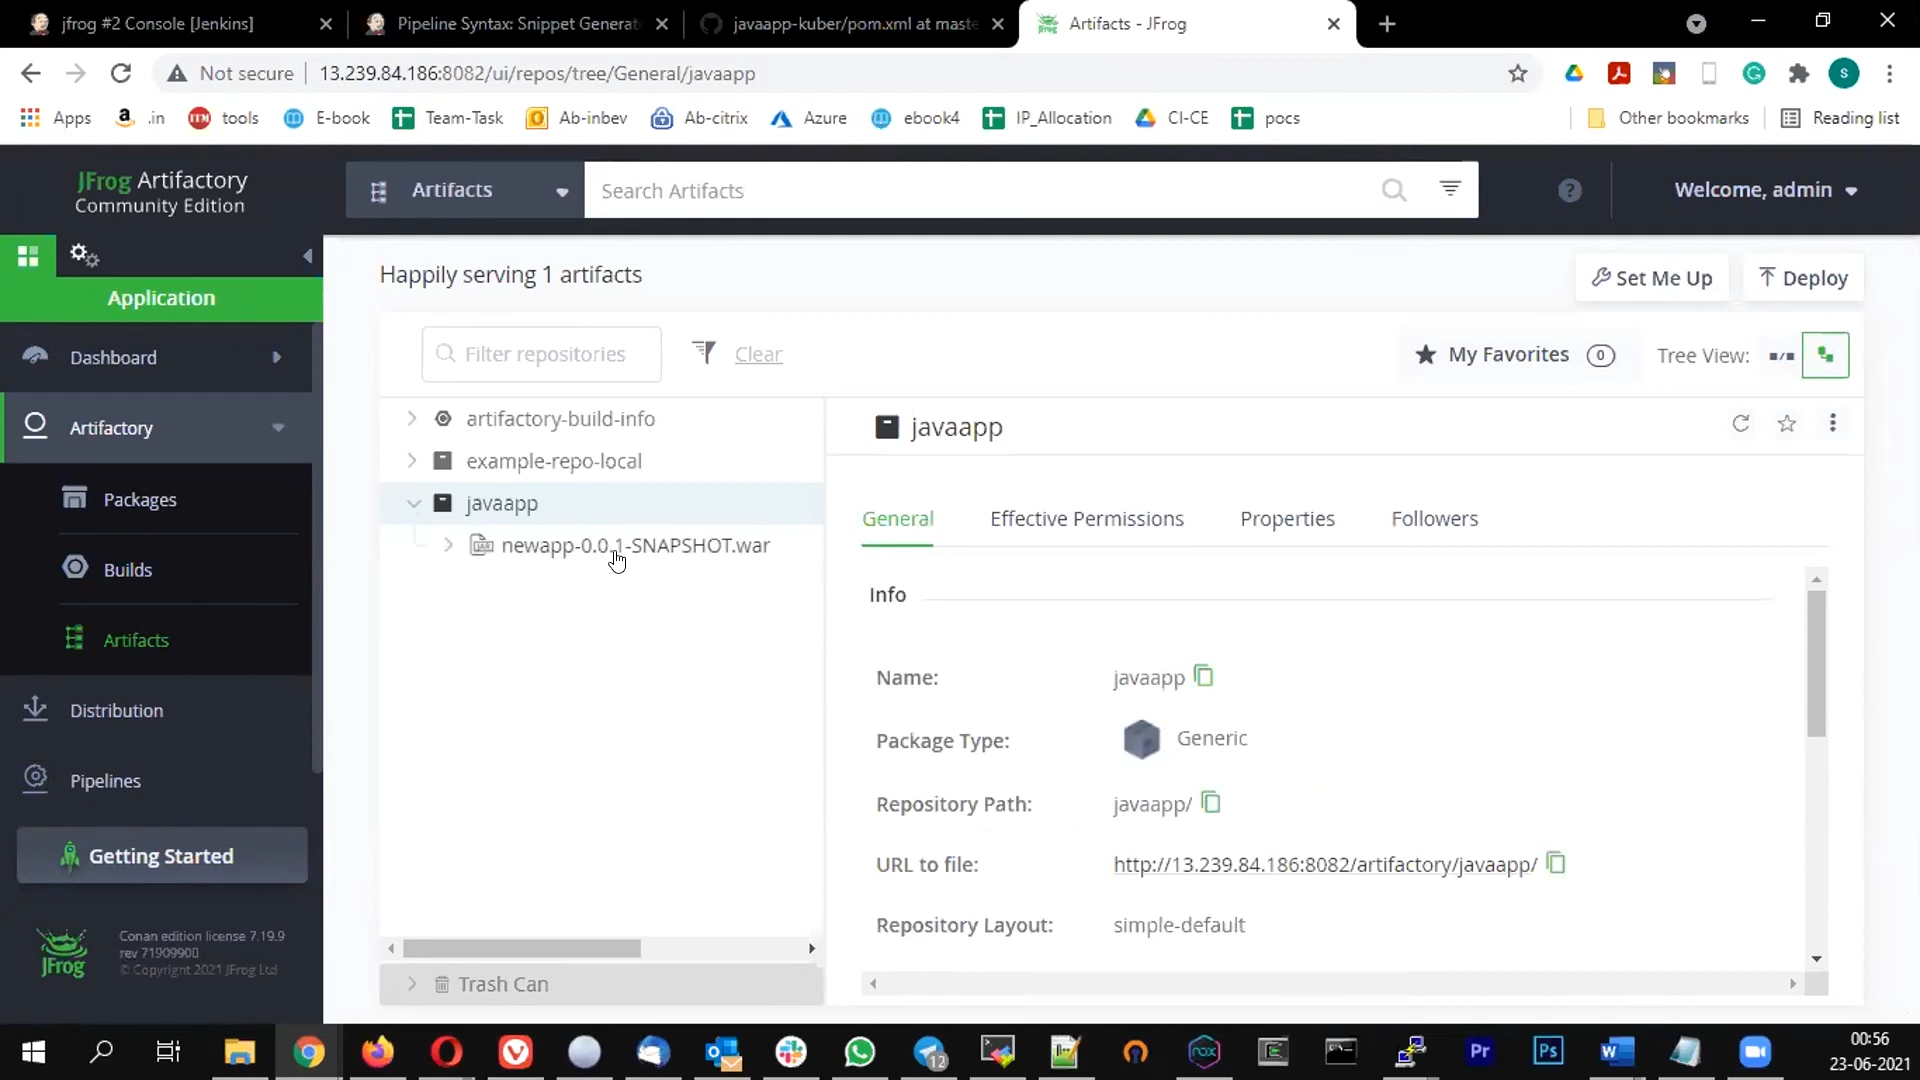 jfrog #2 Console [Jenkins]
Pipeline Syntax: Snippet Generat
javaapp-kuber/pom.xml at maste
Artifacts - JFrog
Not secure
13.239.84.186:8082/ui/repos/tree/General/javaapp
S
Apps
.in
tools
E-book
Team-Task
Ab-inbev
Ab-citrix
Azure
ebook4
IP_Allocation
CI-CE
pocs
Other bookmarks
Reading list
JFrog Artifactory
Community Edition
Artifacts
Search Artifacts
Welcome, admin
Application
Happily serving 1 artifacts
Set Me Up
Deploy
Dashboard
Filter repositories
Clear
My Favorites 0
Tree View:
Artifactory
artifactory-build-info
example-repo-local
javaapp
newapp-0.0.1-SNAPSHOT.war
javaapp
Packages
Builds
Artifacts
General
Effective Permissions
Properties
Followers
Info
Name: javaapp
Package Type: Generic
Repository Path: javaapp/
URL to file: http://13.239.84.186:8082/artifactory/javaapp/
Repository Layout: simple-default
Distribution
Pipelines
Getting Started
JFrog
Conan edition license 7.19.9
rev 71909900
© Copyright 2021 JFrog Ltd
Trash Can
12
nox
Pr
Ps
00:56
23-06-2021